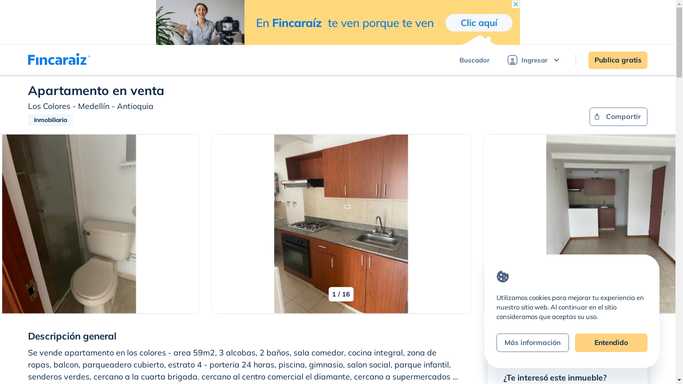 En Fincaraíz te ven porque te ven
Clic aquí
Fincaraiz
Buscador
Ingresar
Publica gratis
Apartamento en venta
Los Colores - Medellín - Antioquia
Inmobiliaria
Compartir
1 / 16
Descripción general
Se vende apartamento en los colores - area 59m2, 3 alcobas, 2 baños, sala comedor, cocina integral, zona de
ropas, balcon, parqueadero cubierto, estrato 4 - porteria 24 horas, piscina, gimnasio, salon social, parque infantil,
senderos verdes, cercano a la cuarta brigada, cercano al centro comercial el diamante, cercano a supermercados ...
Utilizamos cookies para mejorar tu experiencia en
nuestro sitio web. Al continuar en el sitio
consideramos que aceptas su uso.
Más información
Entendido
¿Te interesó este inmueble?